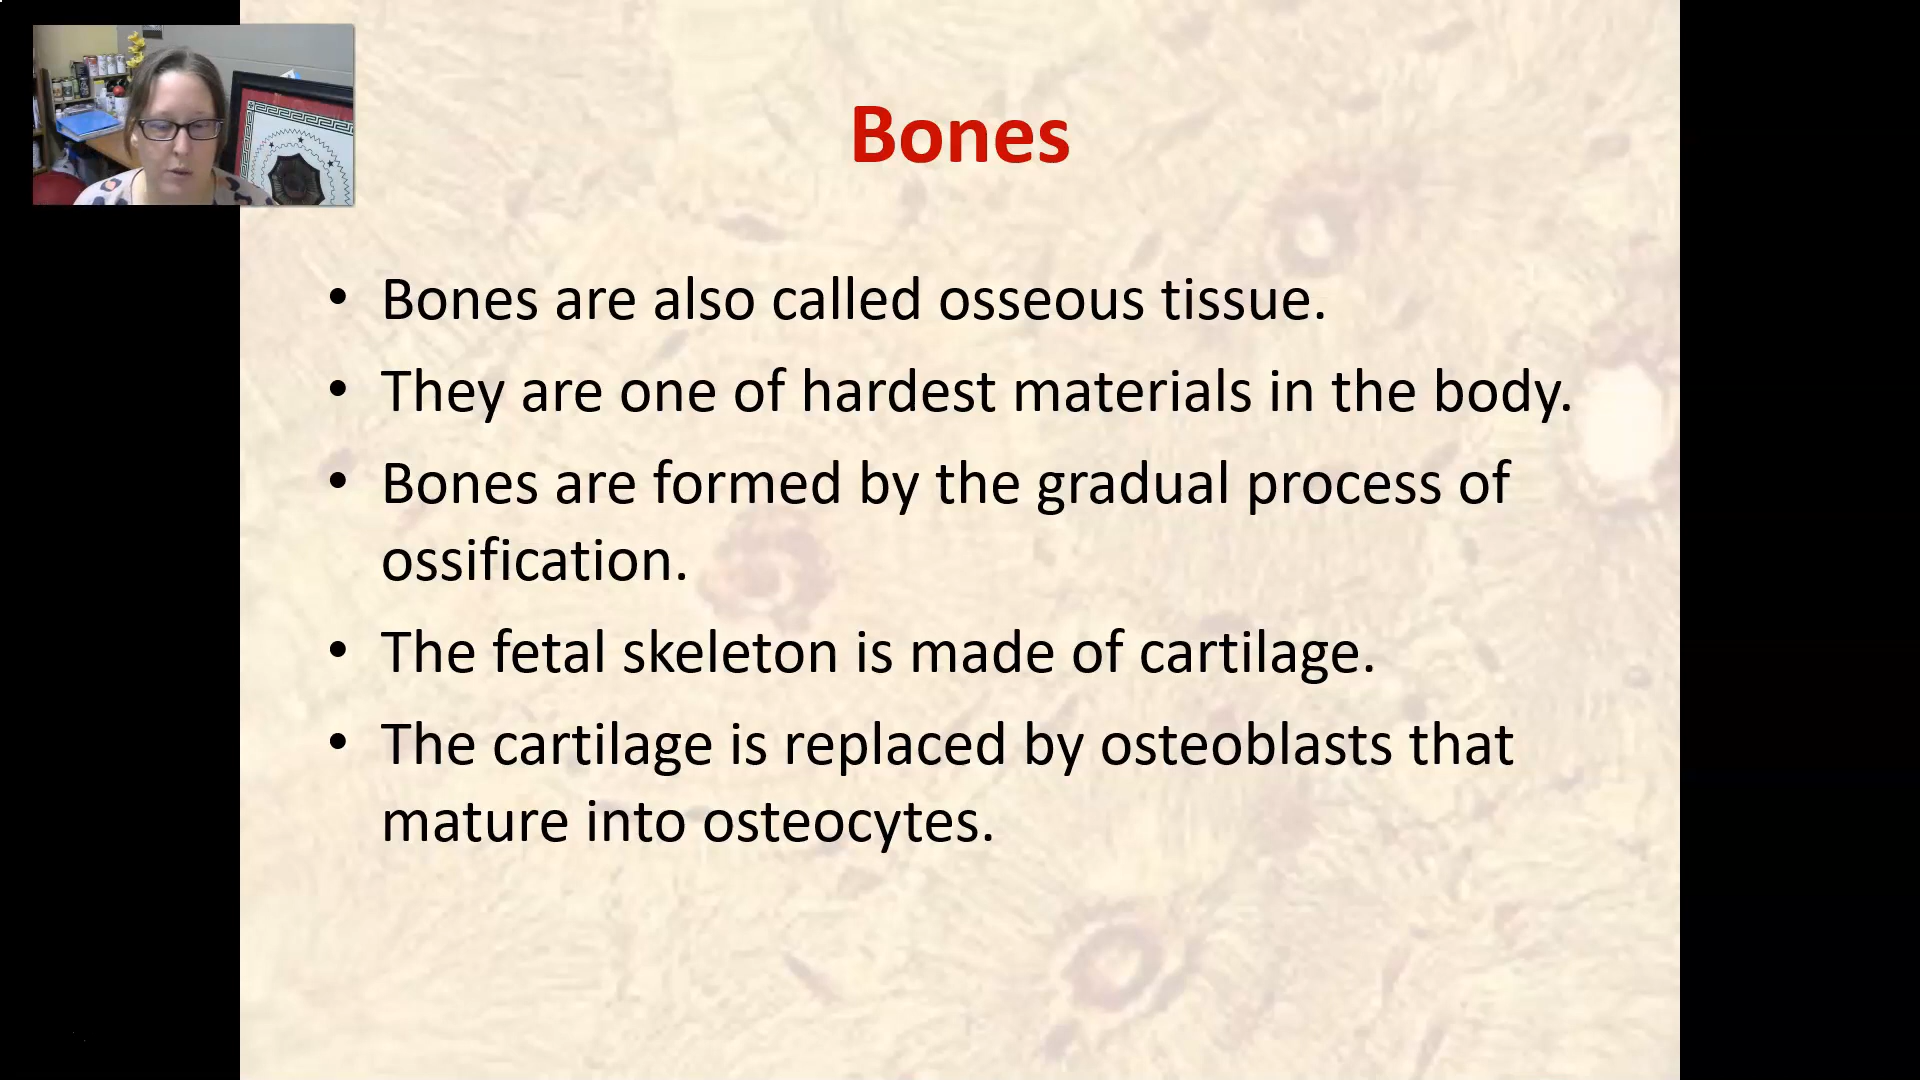 Bones
• Bones are also called osseous tissue.
• They are one of hardest materials in the body.
• Bones are formed by the gradual process of
ossification.
• The fetal skeleton is made of cartilage.
• The cartilage is replaced by osteoblasts that
mature into osteocytes.